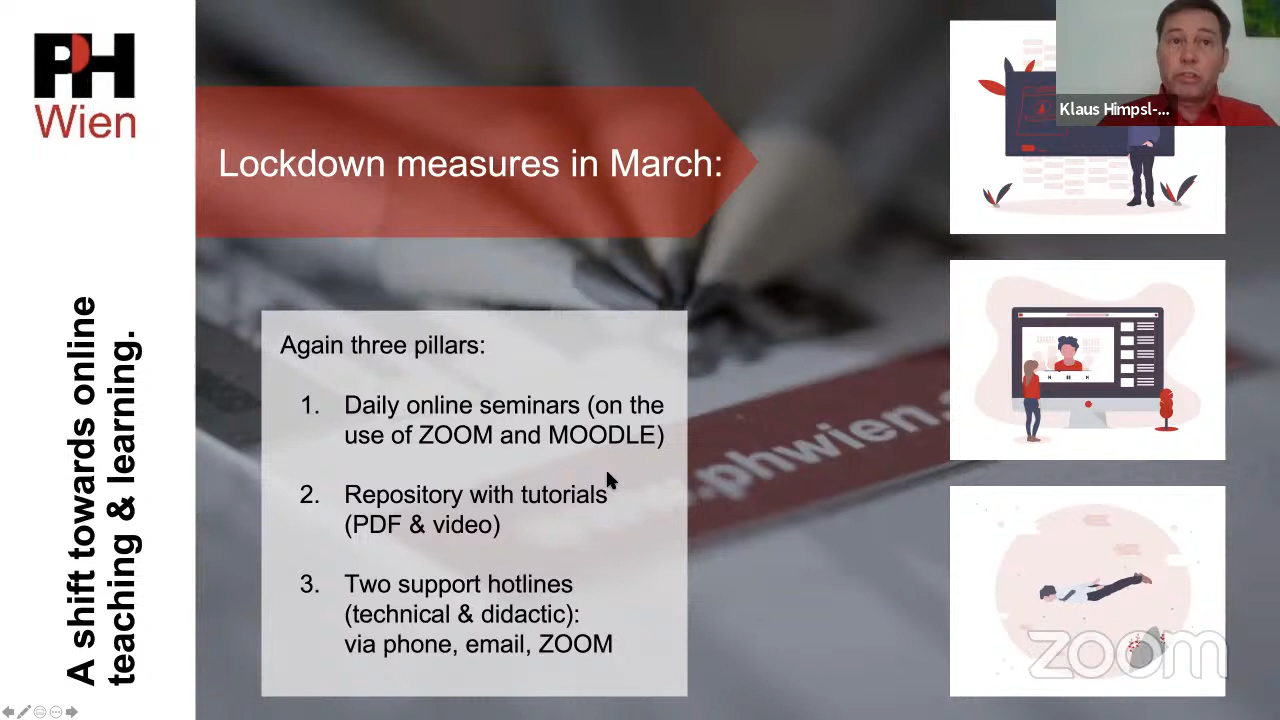 PH
Wien
A shift towards online
teaching & learning.
Lockdown measures in March:
Again three pillars:
1. Daily online seminars (on the
use of ZOOM and MOODLE)
2. Repository with tutorials
(PDF & video)
3. Two support hotlines
(technical & didactic):
via phone, email, ZOOM
.phwien.
Klaus Himpsl-...
zoom